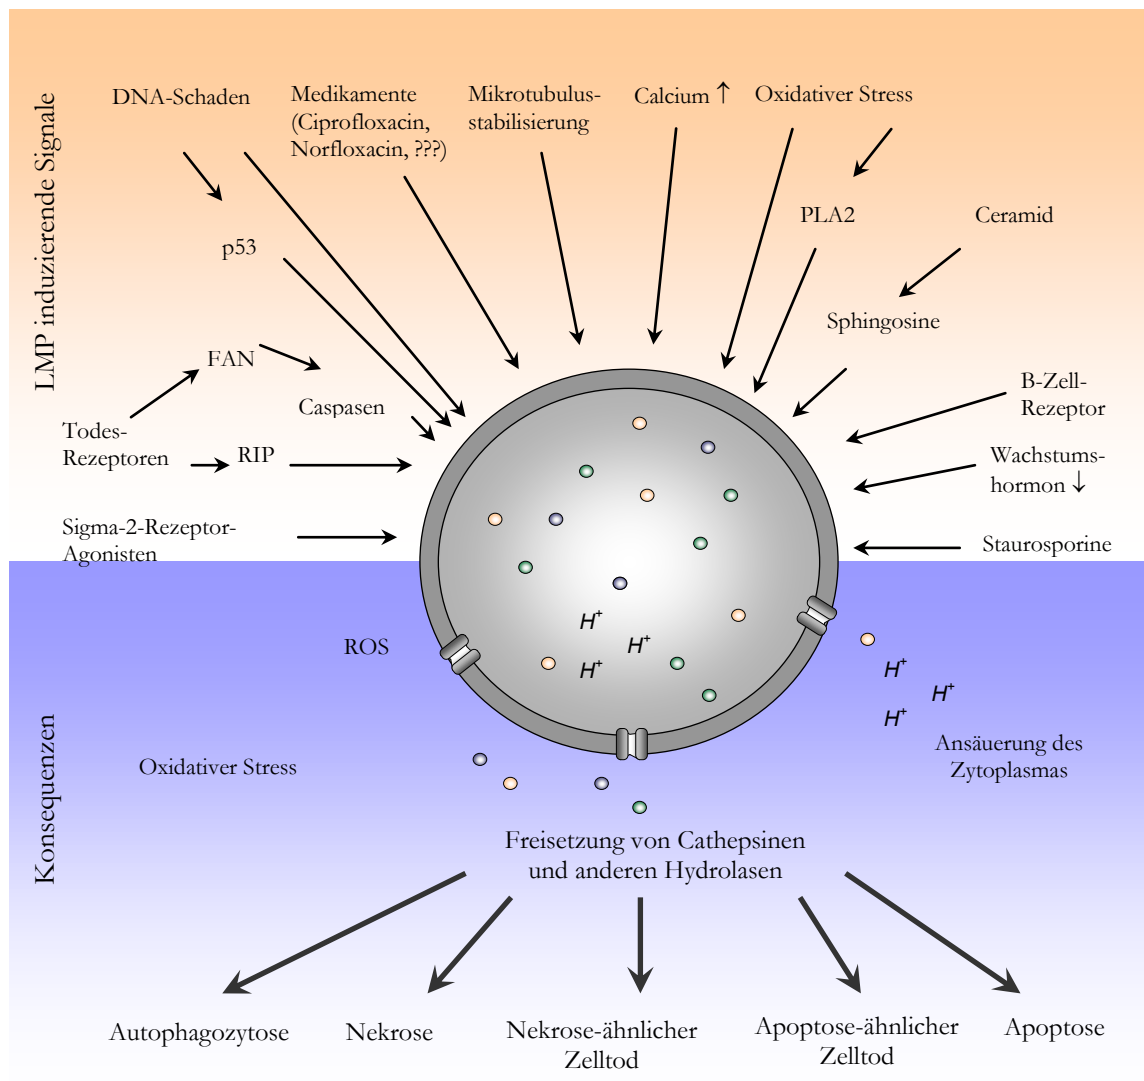 LMP induzierende Signale
DNA-Schaden
Medikamente
(Ciprofloxacin,
Norfloxacin, ???)
Mikrotubulus-
stabilisierung
Calcium ↑
Oxidativer Stress
PLA2
Ceramid
p53
Sphingosine
FAN
Caspasen
B-Zell-
Rezeptor
Todes-
Rezeptoren
RIP
Wachstums-
hormon ↓
Sigma-2-Rezeptor-
Agonisten
Staurosporine
Konsequenzen
H⁺
H⁺
H⁺
ROS
H⁺
H⁺
H⁺
Ansäuerung des
Zytoplasmas
Oxidativer Stress
Freisetzung von Cathepsinen
und anderen Hydrolasen
Autophagozytose
Nekrose
Nekrose-ähnlicher
Zelltod
Apoptose-ähnlicher
Zelltod
Apoptose